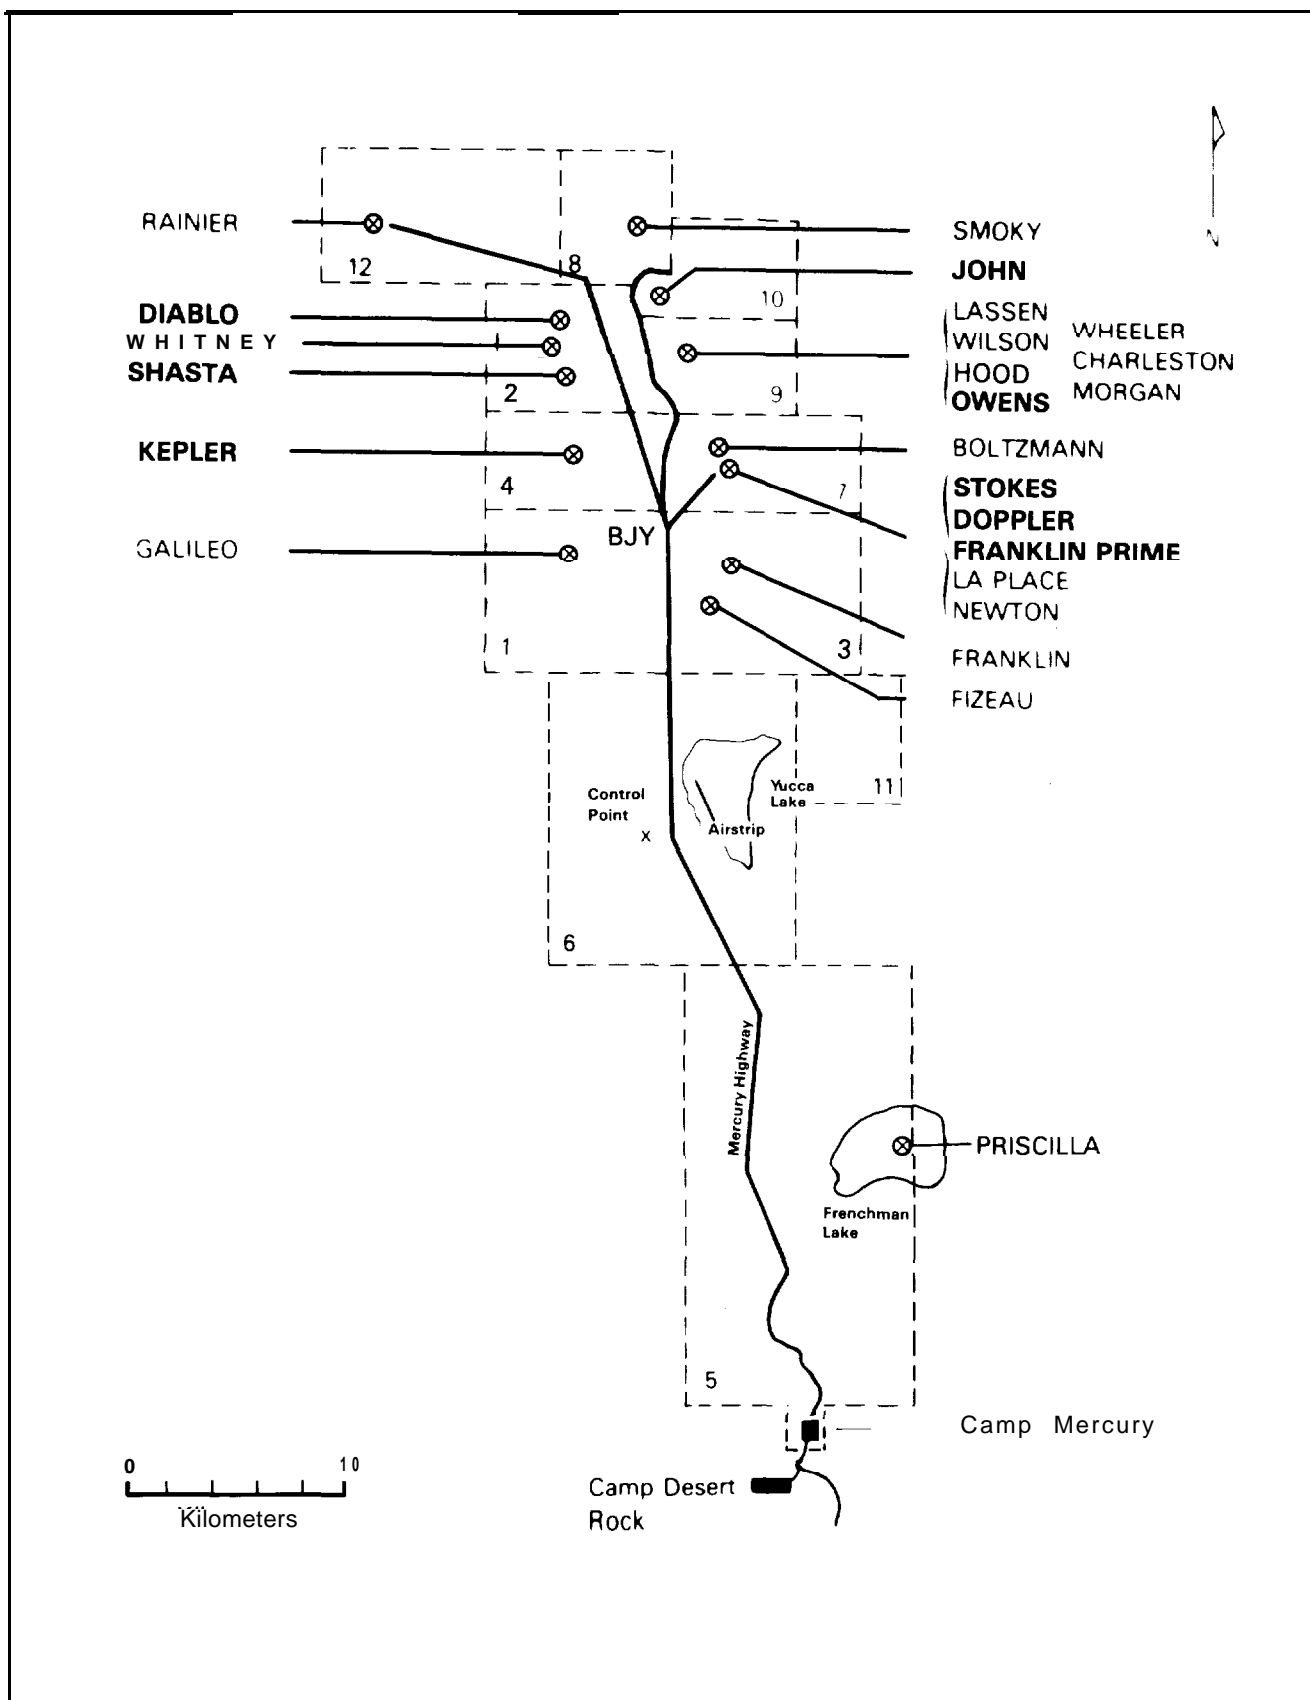 N
RAINIER
12
8
SMOKY
JOHN
10
DIABLO
WHITNEY
SHASTA
2
LASSEN
WILSON WHEELER
HOOD CHARLESTON
OWENS MORGAN
9
KEPLER
4
BOLTZMANN
7
STOKES
DOPPLER
FRANKLIN PRIME
LA PLACE
NEWTON
BJY
GALILEO
1
3
FRANKLIN
FIZEAU
11
Control
Point
X
Yucca
Lake
Airstrip
6
Mercury Highway
PRISCILLA
Frenchman
Lake
5
Camp Mercury
Camp Desert
Rock
0 10
Kilometers